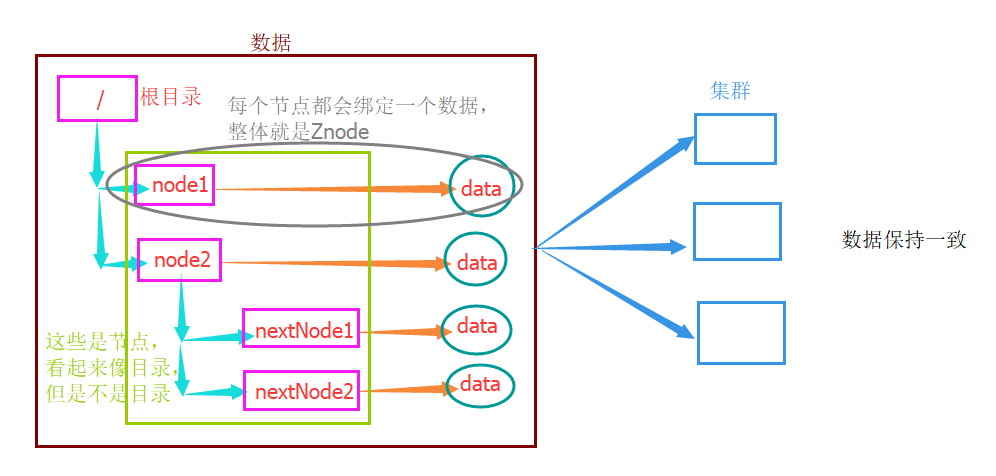 数据
/
根目录
每个节点都会绑定一个数据，
整体就是Znode
node1
data
node2
data
nextNode1
data
nextNode2
data
这些是节点，
看起来像目录，
但是不是目录
集群
数据保持一致